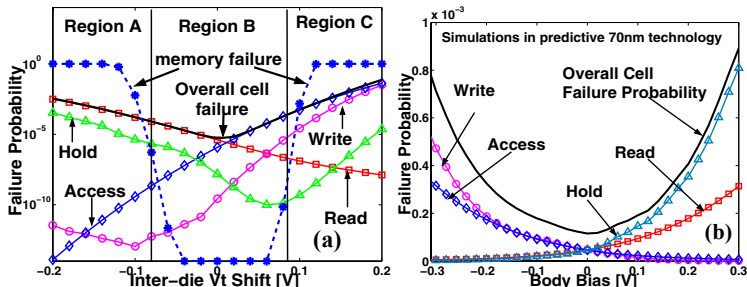 Region A Region B Region C
10^0
10^-5
10^-10
Failure Probability
memory failure
Overall cell
failure
Hold
Write
Access
Read
(a)
-0.2 -0.1 0 0.1 0.2
Inter-die Vt Shift [V]
x 10^-3
1
0.8
0.6
0.4
0.2
0
Failure Probability
Simulations in predictive 70nm technology
Overall Cell
Failure Probability
Write
Access
Read
Hold
(b)
-0.3 -0.2 -0.1 0 0.1 0.2 0.3
Body Bias [V]